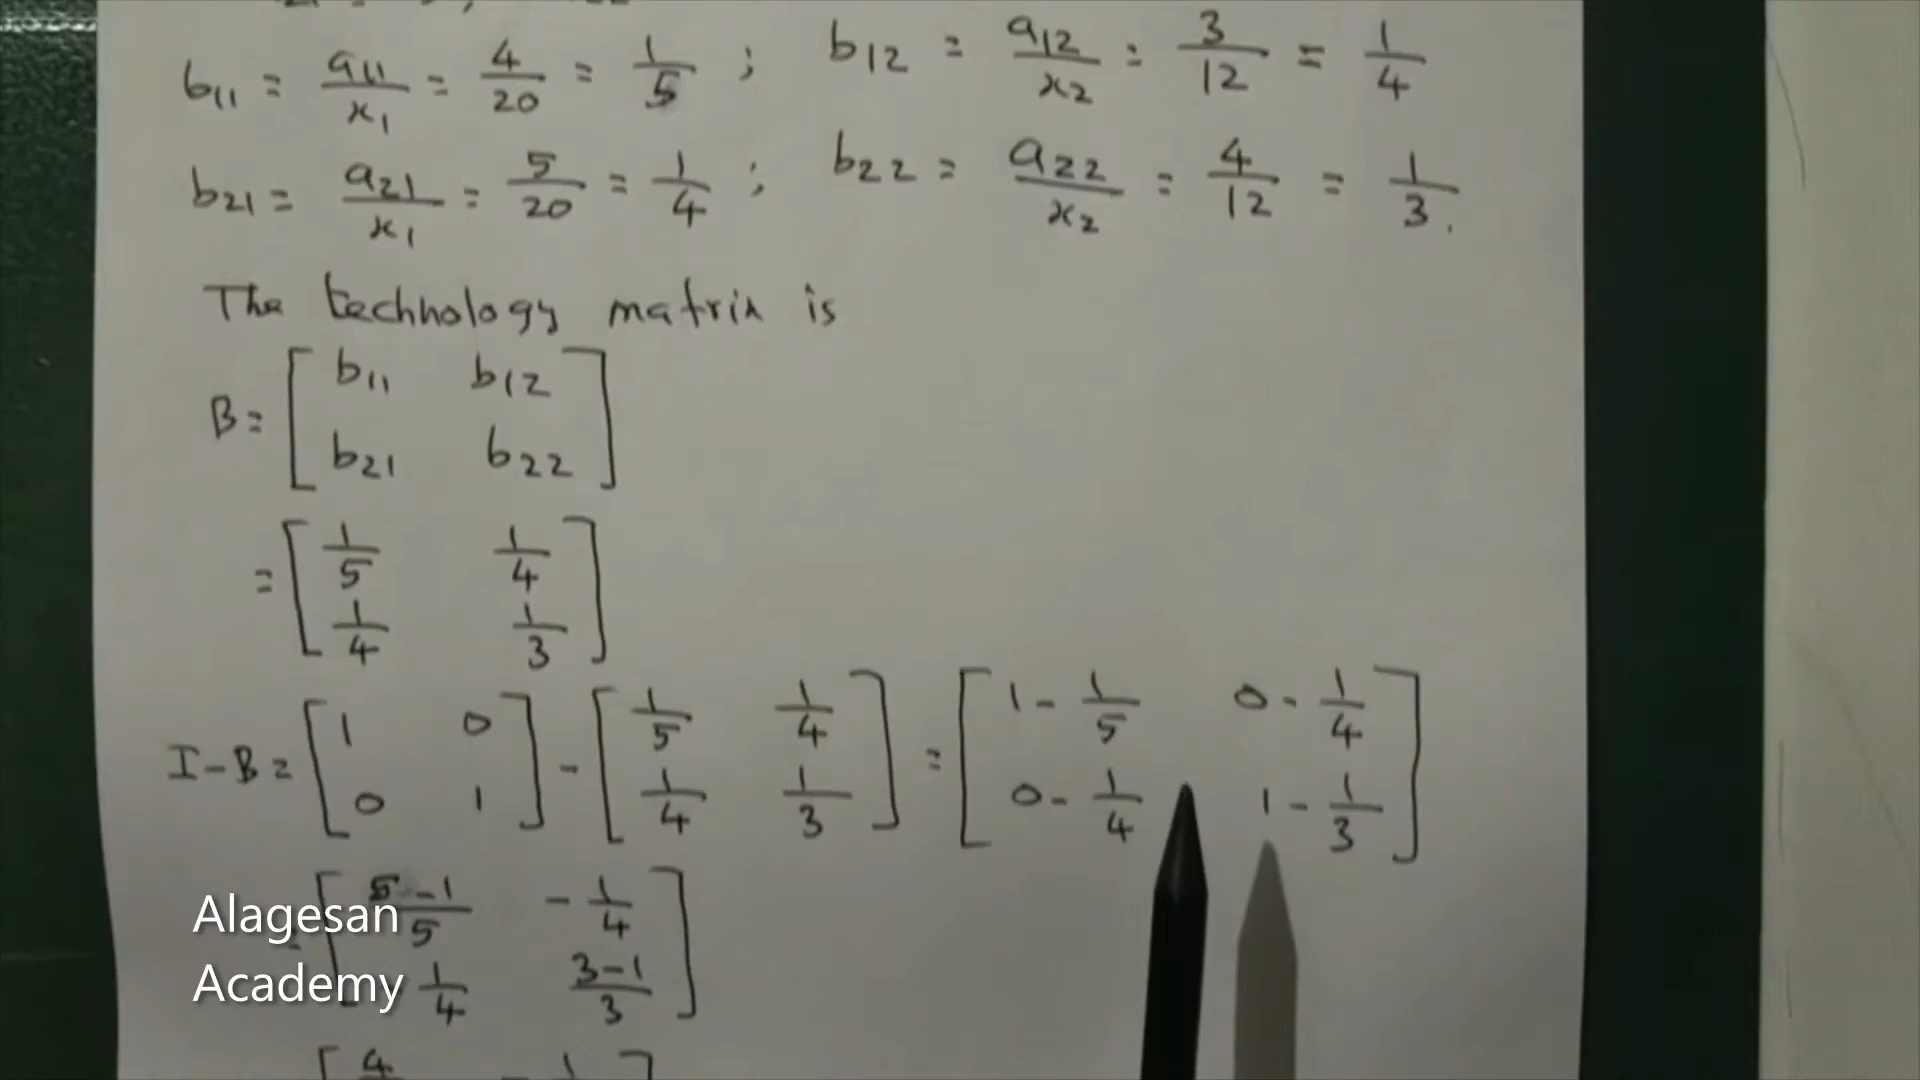 b11 = a11/x1 = 4/20 = 1/5 ; b12 = a12/x2 = 3/12 = 1/4
b21 = a21/x1 = 5/20 = 1/4 ; b22 = a22/x2 = 4/12 = 1/3.
The technology matrix is
B = [ b11 b12
b21 b22 ]
= [ 1/5 1/4
1/4 1/3 ]
I - B = [ 1 0
0 1 ] - [ 1/5 1/4
1/4 1/3 ] = [ 1 - 1/5 0 - 1/4
0 - 1/4 1 - 1/3 ]
= [ 5-1/5 - 1/4
1/4 3-1/3 ]
Alagesan
Academy